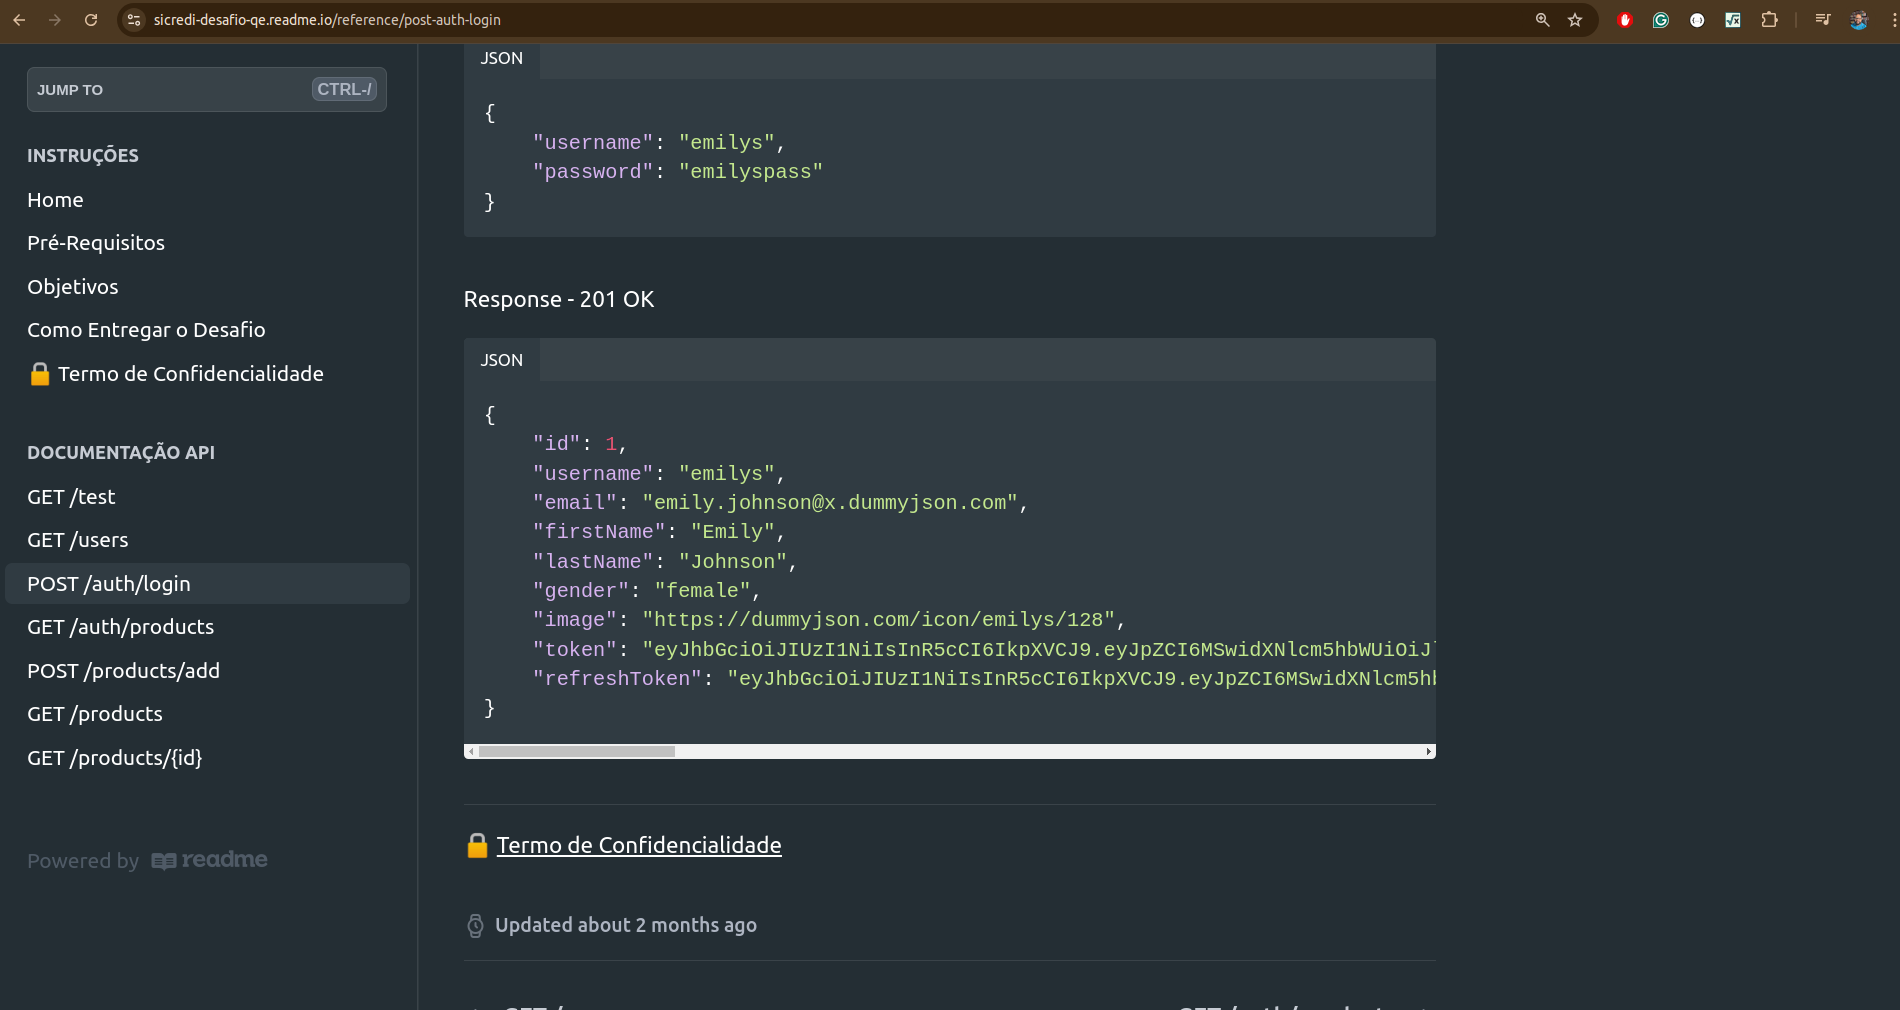 sicredi-desafio-qe.readme.io/reference/post-auth-login
JUMP TO CTRL-/
INSTRUÇÕES
Home
Pré-Requisitos
Objetivos
Como Entregar o Desafio
Termo de Confidencialidade
DOCUMENTAÇÃO API
GET /test
GET /users
POST /auth/login
GET /auth/products
POST /products/add
GET /products
GET /products/{id}
Powered by readme
JSON
{
"username": "emilys",
"password": "emilyspass"
}
Response - 201 OK
JSON
{
"id": 1,
"username": "emilys",
"email": "emily.johnson@x.dummyjson.com",
"firstName": "Emily",
"lastName": "Johnson",
"gender": "female",
"image": "https://dummyjson.com/icon/emilys/128",
"token": "eyJhbGciOiJIUzI1NiIsInR5cCI6IkpXVCJ9.eyJpZCI6MSwidXNlcm5hbWUiOiJ
"refreshToken": "eyJhbGciOiJIUzI1NiIsInR5cCI6IkpXVCJ9.eyJpZCI6MSwidXNlcm5h
}
Termo de Confidencialidade
Updated about 2 months ago